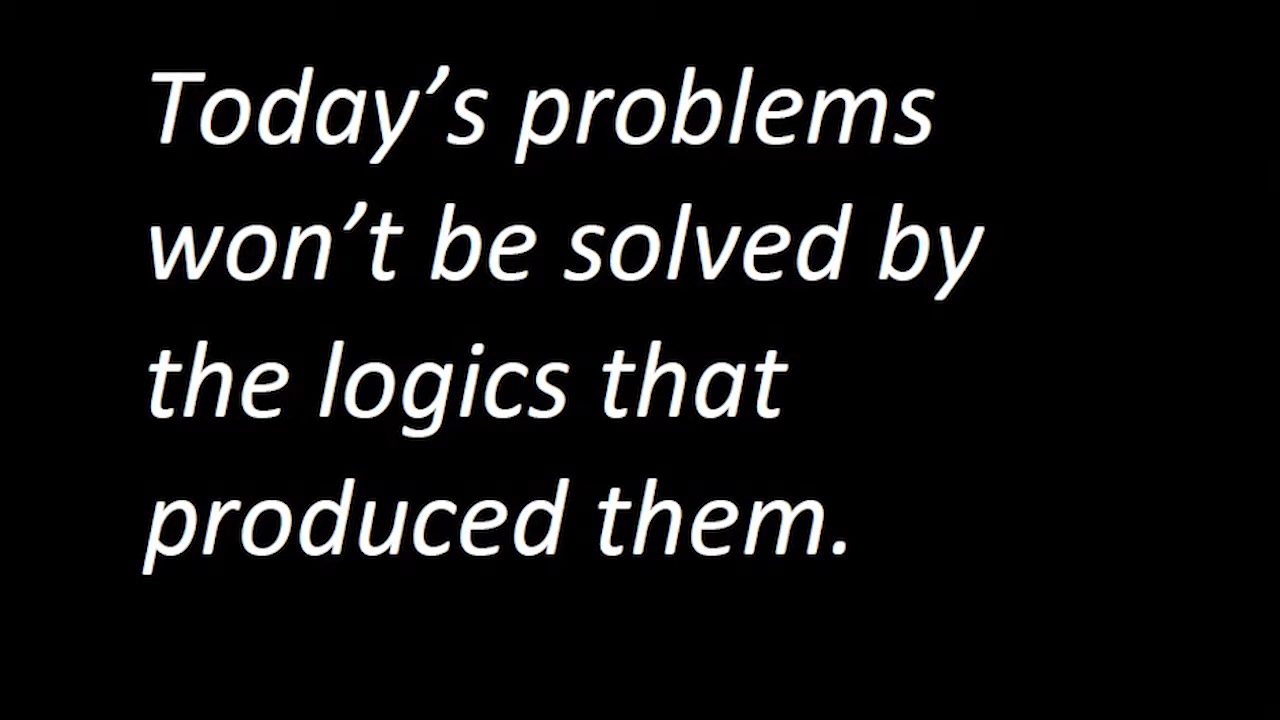 Today’s problems
won’t be solved by
the logics that
produced them.